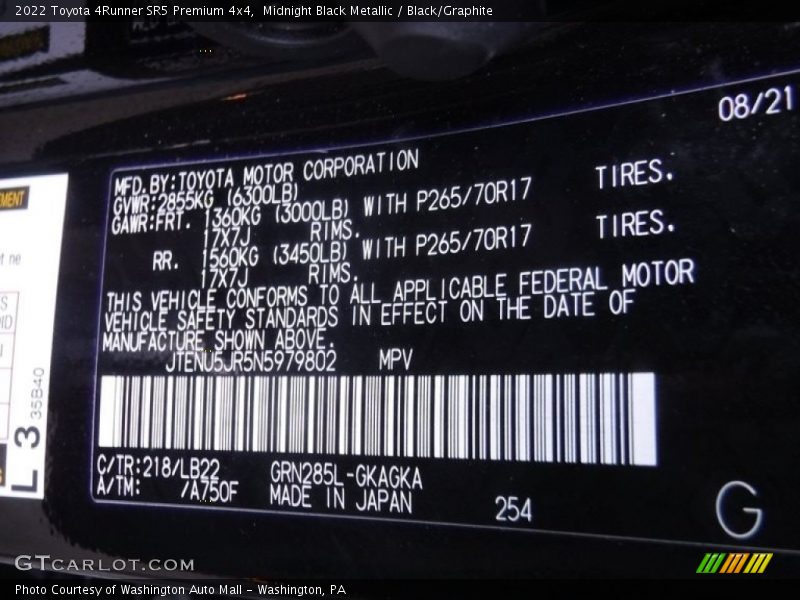 2022 Toyota 4Runner SR5 Premium 4x4,  Midnight Black Metallic / Black/Graphite
08/21
MFD.BY:TOYOTA MOTOR CORPORATION
GVWR:2855KG (6300LB)
GAWR:FRT. 1360KG (3000LB) WITH P265/70R17 TIRES.
17X7J RIMS.
RR. 1560KG (3450LB) WITH P265/70R17 TIRES.
17X7J RIMS.
THIS VEHICLE CONFORMS TO ALL APPLICABLE FEDERAL MOTOR
VEHICLE SAFETY STANDARDS IN EFFECT ON THE DATE OF
MANUFACTURE SHOWN ABOVE.
JTENU5JR5N5979802 MPV
C/TR:218/LB22 GRN285L-GKAGKA
A/TM: /A750F MADE IN JAPAN
254
G
L 3 35B40
GTCARLOT.COM
Photo Courtesy of Washington Auto Mall - Washington, PA